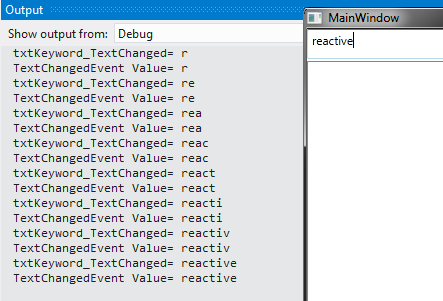 Output
Show output from: Debug
txtKeyword_TextChanged= r
TextChangedEvent Value= r
txtKeyword_TextChanged= re
TextChangedEvent Value= re
txtKeyword_TextChanged= rea
TextChangedEvent Value= rea
txtKeyword_TextChanged= reac
TextChangedEvent Value= reac
txtKeyword_TextChanged= react
TextChangedEvent Value= react
txtKeyword_TextChanged= reacti
TextChangedEvent Value= reacti
txtKeyword_TextChanged= reactiv
TextChangedEvent Value= reactiv
txtKeyword_TextChanged= reactive
TextChangedEvent Value= reactive
MainWindow
reactive